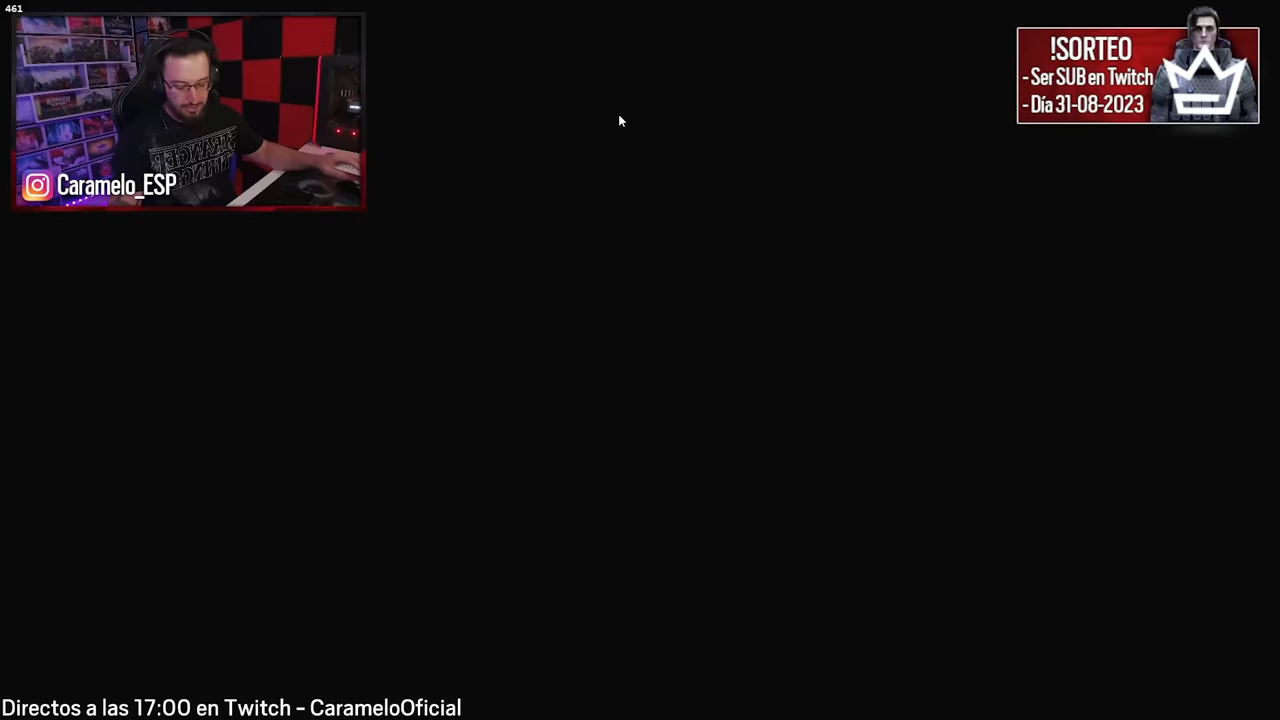 461
!SORTEO
- Ser SUB en Twitch
- Día 31-08-2023
Caramelo_ESP
Directos a las 17:00 en Twitch - CarameloOficial